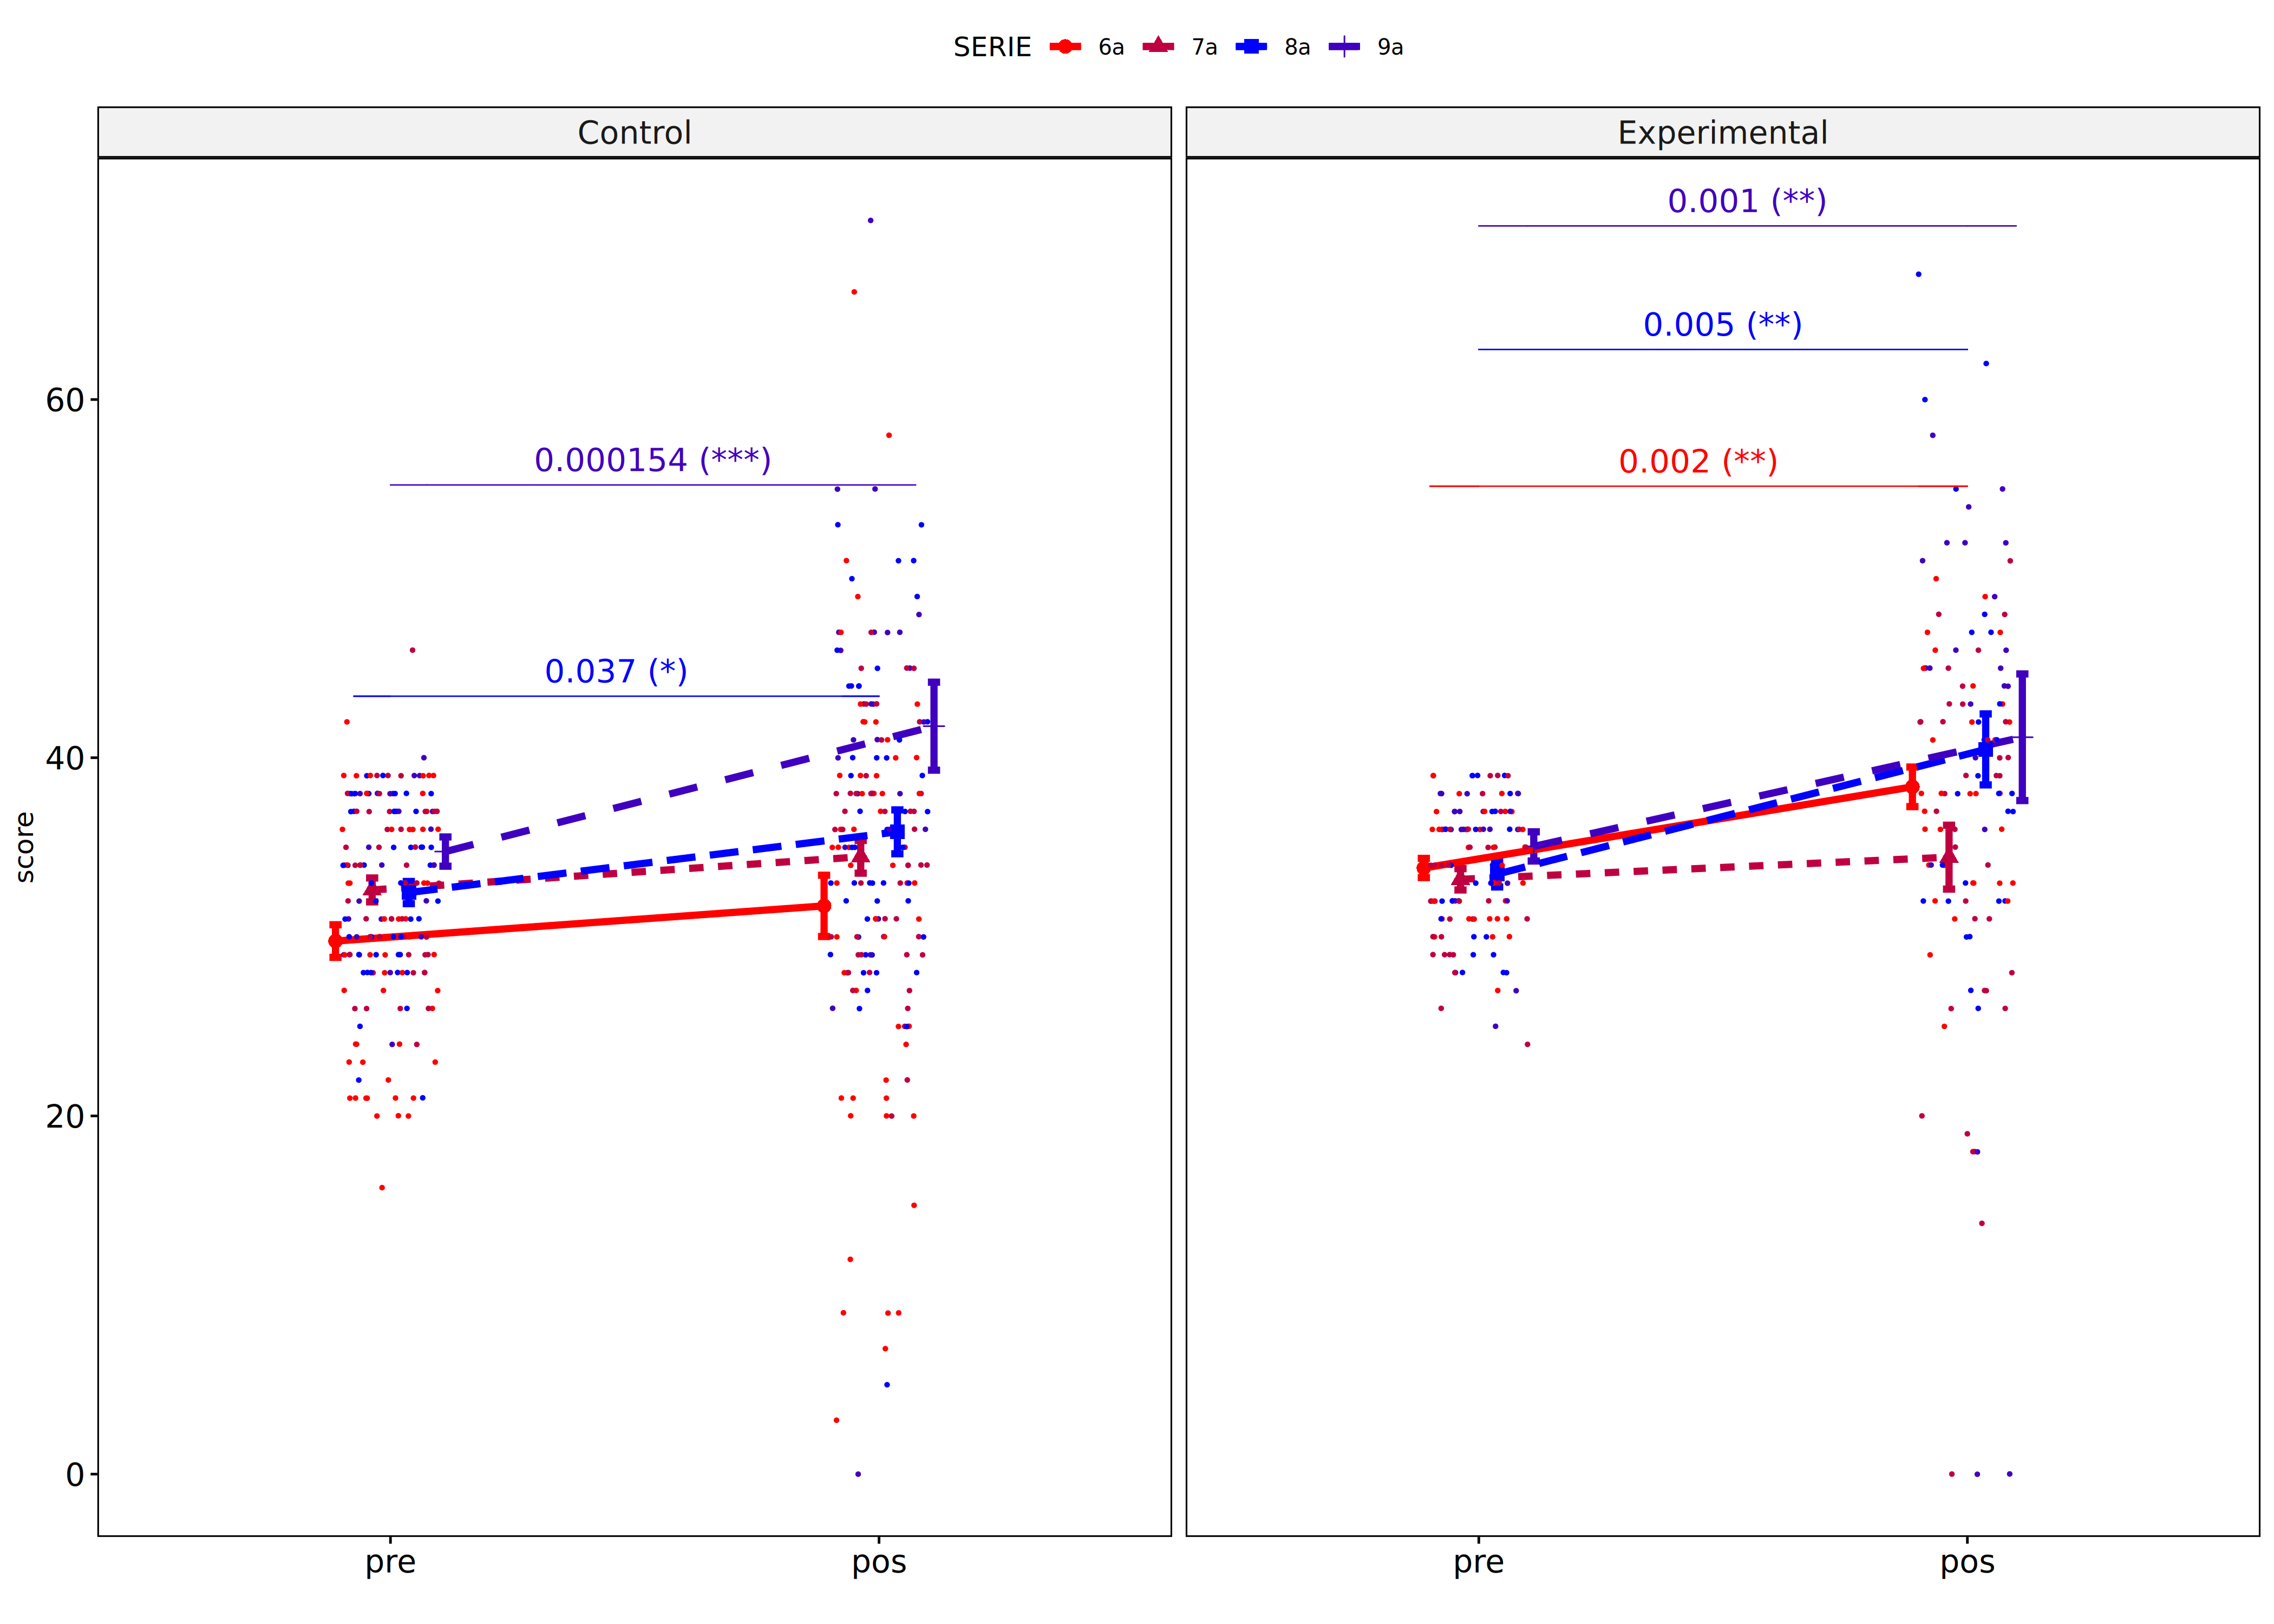 SERIE 6a 7a 8a 9a
Control
Experimental
score
60
40
20
0
0.000154 (***)
0.037 (*)
0.001 (**)
0.005 (**)
0.002 (**)
pre pos
pre pos